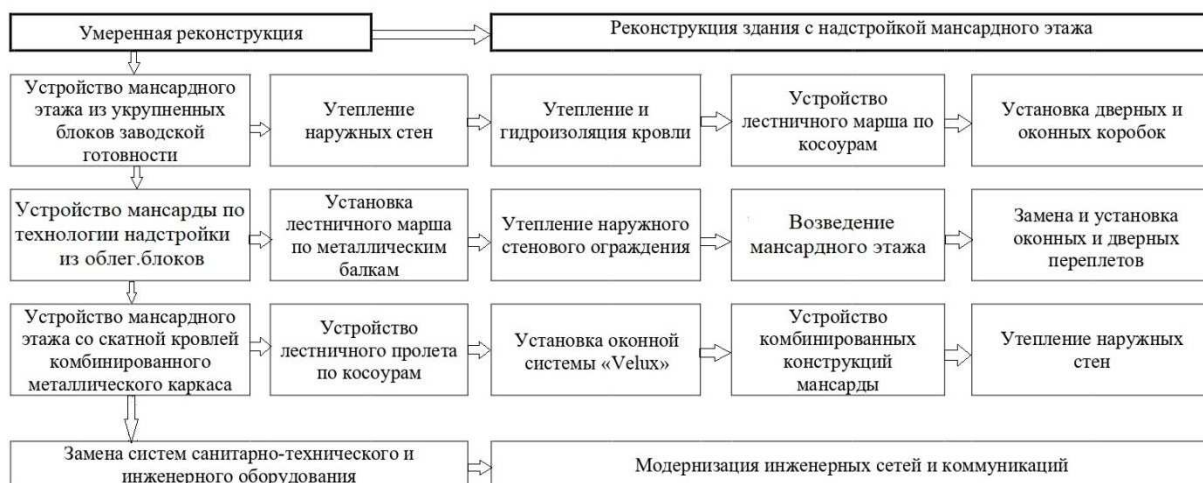 Умеренная реконструкция
Реконструкция здания с надстройкой мансардного этажа
Устройство мансардного
этажа из укрупненных
блоков заводской
готовности
Утепление
наружных стен
Утепление и
гидроизоляция кровли
Устройство
лестничного марша по
косоурам
Установка дверных и
оконных коробок
Устройство мансарды по
технологии надстройки
из облег.блоков
Установка
лестничного марша
по металлическим
балкам
Утепление наружного
стенового ограждения
Возведение
мансардного этажа
Замена и установка
оконных и дверных
переплетов
Устройство мансардного
этажа со скатной кровлей
комбинированного
металлического каркаса
Устройство
лестничного пролета
по косоурам
Установка оконной
системы «Velux»
Устройство
комбинированных
конструкций
мансарды
Утепление наружных
стен
Замена систем санитарно-технического и
инженерного оборудования
Модернизация инженерных сетей и коммуникаций